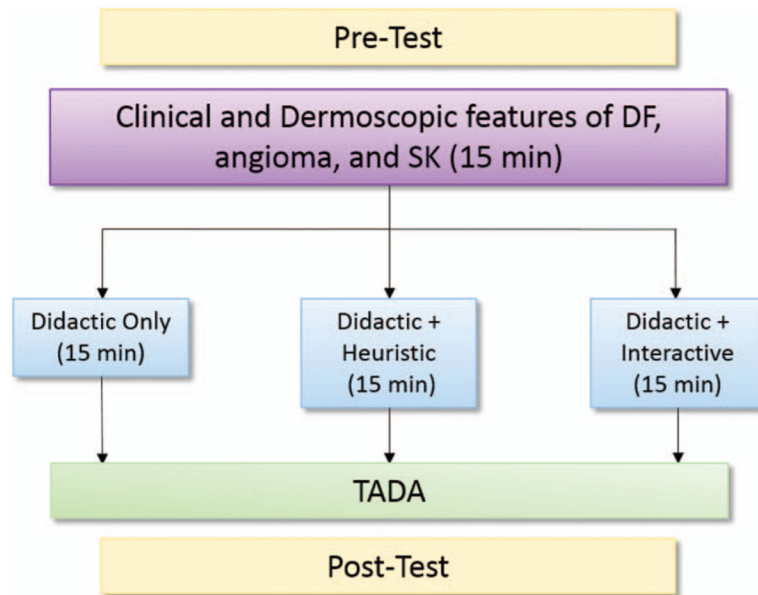 Pre-Test
Clinical and Dermoscopic features of DF,
angioma, and SK (15 min)
Didactic Only
(15 min)
Didactic +
Heuristic
(15 min)
Didactic +
Interactive
(15 min)
TADA
Post-Test